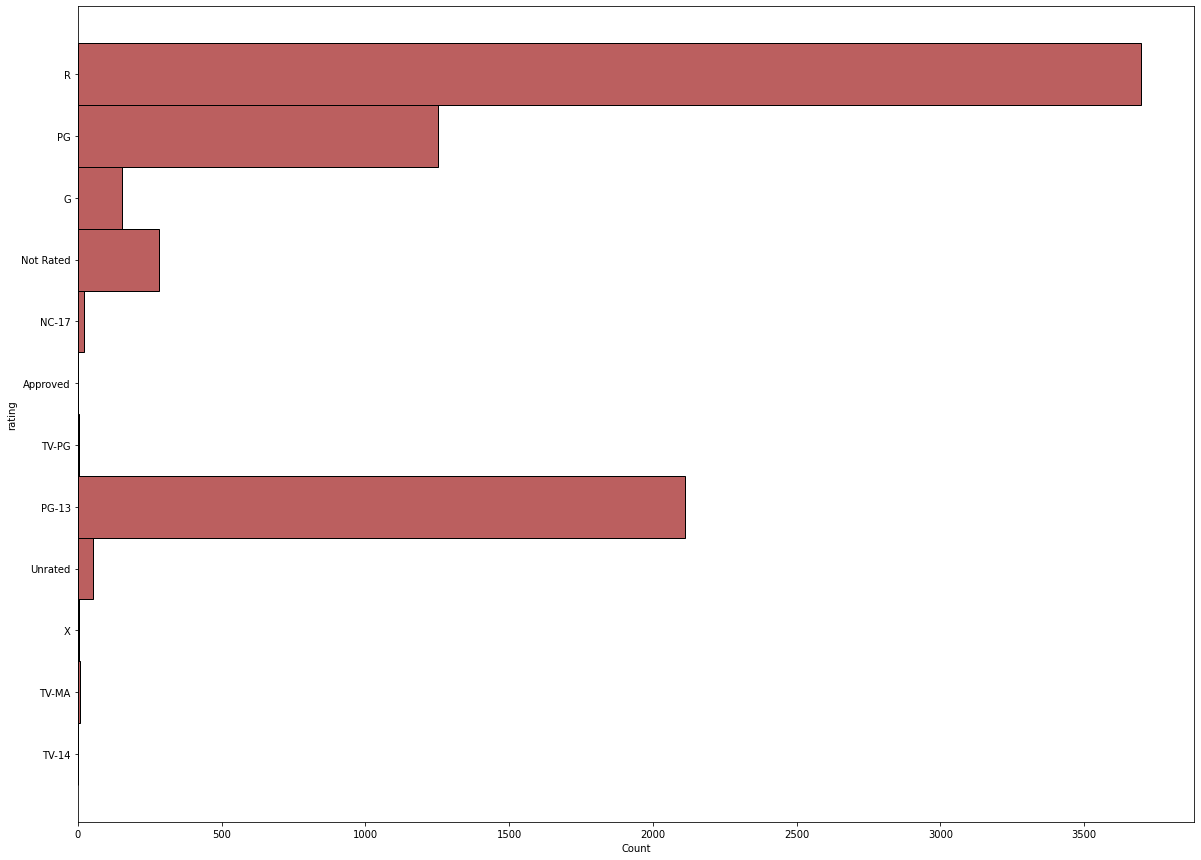 R
PG
G
Not Rated
NC-17
Approved
TV-PG
PG-13
Unrated
X
TV-MA
TV-14
rating
0 500 1000 1500 2000 2500 3000 3500
Count